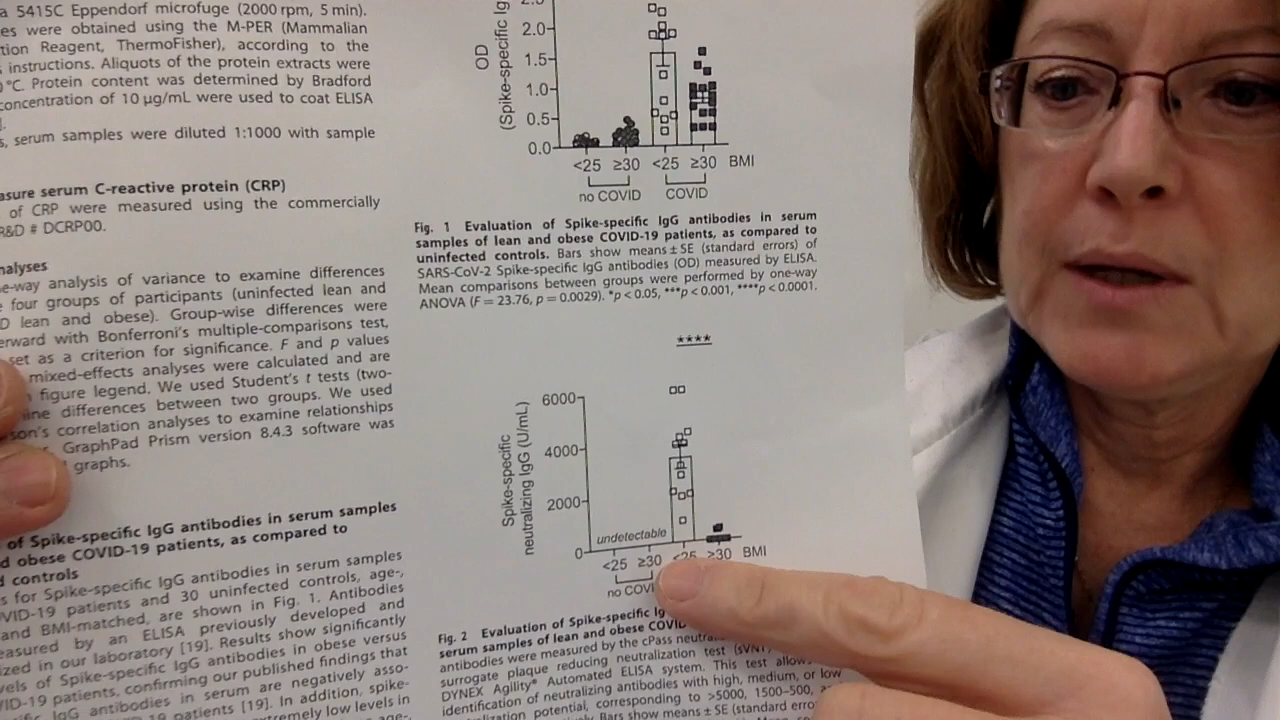 a 5415C Eppendorf microfuge (2000 rpm, 5 min).
es were obtained using the M-PER (Mammalian
tion Reagent, ThermoFisher), according to the
instructions. Aliquots of the protein extracts were
°C. Protein content was determined by Bradford
concentration of 10 µg/mL were used to coat ELISA
].
s, serum samples were diluted 1:1000 with sample
asure serum C-reactive protein (CRP)
of CRP were measured using the commercially
R&D # DCRP00.
nalyses
e-way analysis of variance to examine differences
four groups of participants (uninfected lean and
D lean and obese). Group-wise differences were
erward with Bonferroni's multiple-comparisons test,
set as a criterion for significance. F and p values
mixed-effects analyses were calculated and are
figure legend. We used Student's t tests (two-
ine differences between two groups. We used
son's correlation analyses to examine relationships
GraphPad Prism version 8.4.3 software was
graphs.
of Spike-specific IgG antibodies in serum samples
d obese COVID-19 patients, as compared to
d controls
s for Spike-specific IgG antibodies in serum samples
VID-19 patients and 30 uninfected controls, age-,
and BMI-matched, are shown in Fig. 1. Antibodies
easured by an ELISA previously developed and
ized in our laboratory [19]. Results show significantly
vels of Spike-specific IgG antibodies in obese versus
VID-19 patients, confirming our published findings that
antibodies in serum are negatively asso-
19 patients [19]. In addition, spike-
extremely low levels in
age-,
OD
(Spike-specific Ig
2.0
1.5
1.0
0.5
0.0
<25 ≥30 <25 ≥30 BMI
no COVID COVID
Fig. 1 Evaluation of Spike-specific IgG antibodies in serum
samples of lean and obese COVID-19 patients, as compared to
uninfected controls. Bars show means ± SE (standard errors) of
SARS-CoV-2 Spike-specific IgG antibodies (OD) measured by ELISA.
Mean comparisons between groups were performed by one-way
ANOVA (F = 23.76, p = 0.0029). *p < 0.05, ***p < 0.001, ****p < 0.0001.
****
Spike-specific
neutralizing IgG (U/mL)
6000
4000
2000
0
undetectable
<25 ≥30 <25 ≥30 BMI
no COVI
Fig. 2 Evaluation of Spike-specific Ig
serum samples of lean and obese COVID
antibodies were measured by the cPass neutra
surrogate plaque reducing neutralization test (sVNT)
DYNEX Agility® Automated ELISA system. This test allow
identification of neutralizing antibodies with high, medium, or low
lization potential, corresponding to >5000, 1500–500,
Bars show means ± SE (standard erro